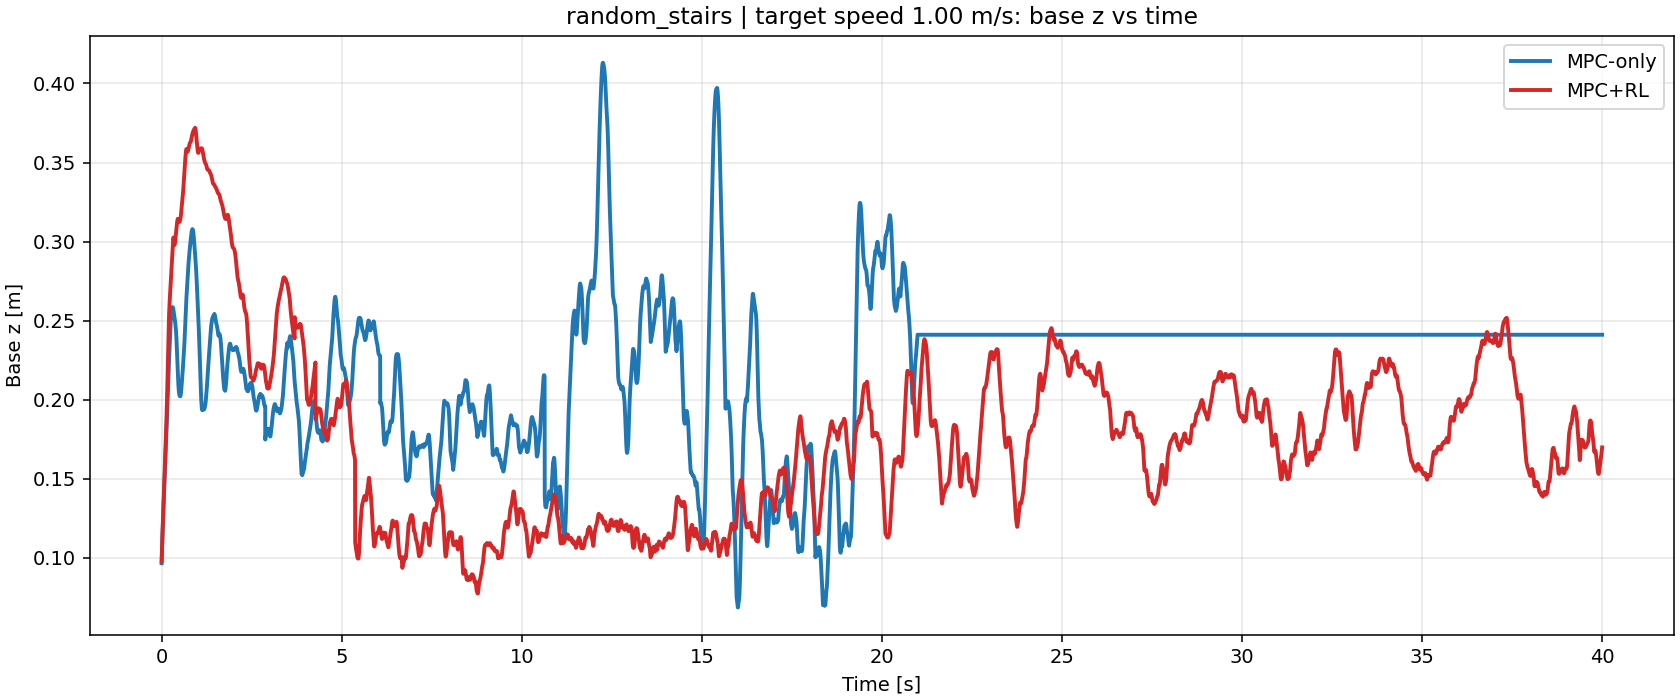 random_stairs | target speed 1.00 m/s: base z vs time
MPC-only
MPC+RL
0.40
0.35
0.30
0.25
0.20
0.15
0.10
Base z [m]
0 5 10 15 20 25 30 35 40
Time [s]